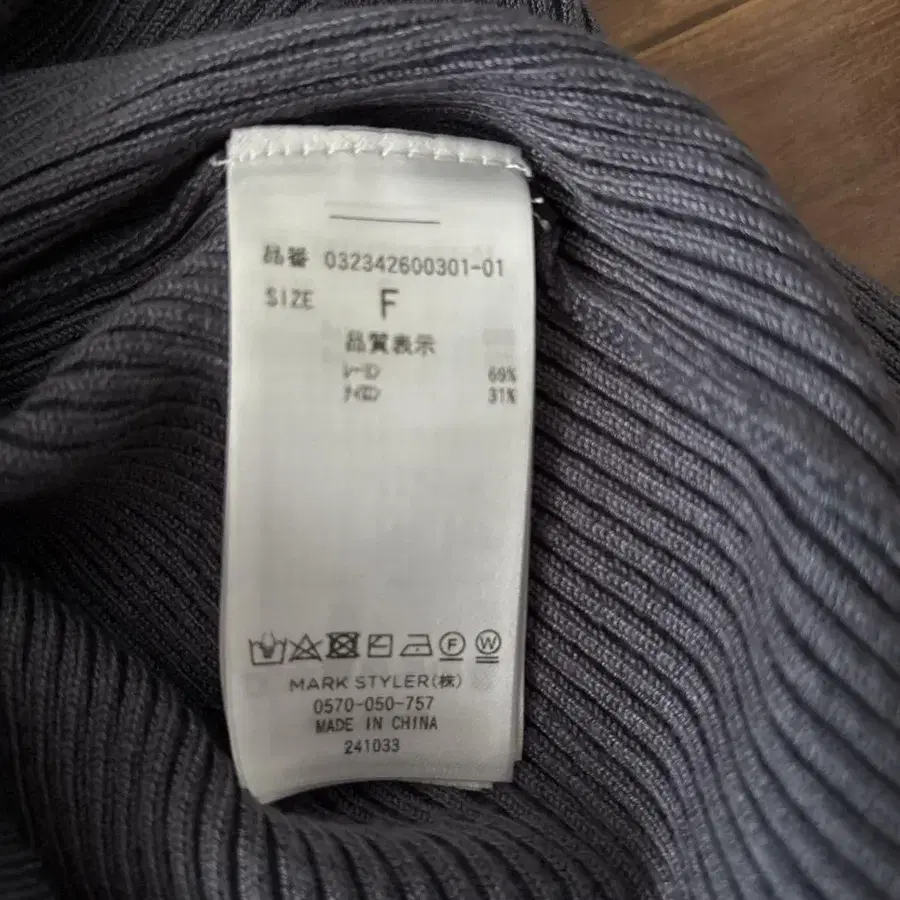 品番 032342600301-01
SIZE F
品質表示
レーヨン 69%
ナイロン 31%
F W
MARK STYLER(株)
0570-050-757
MADE IN CHINA
241033